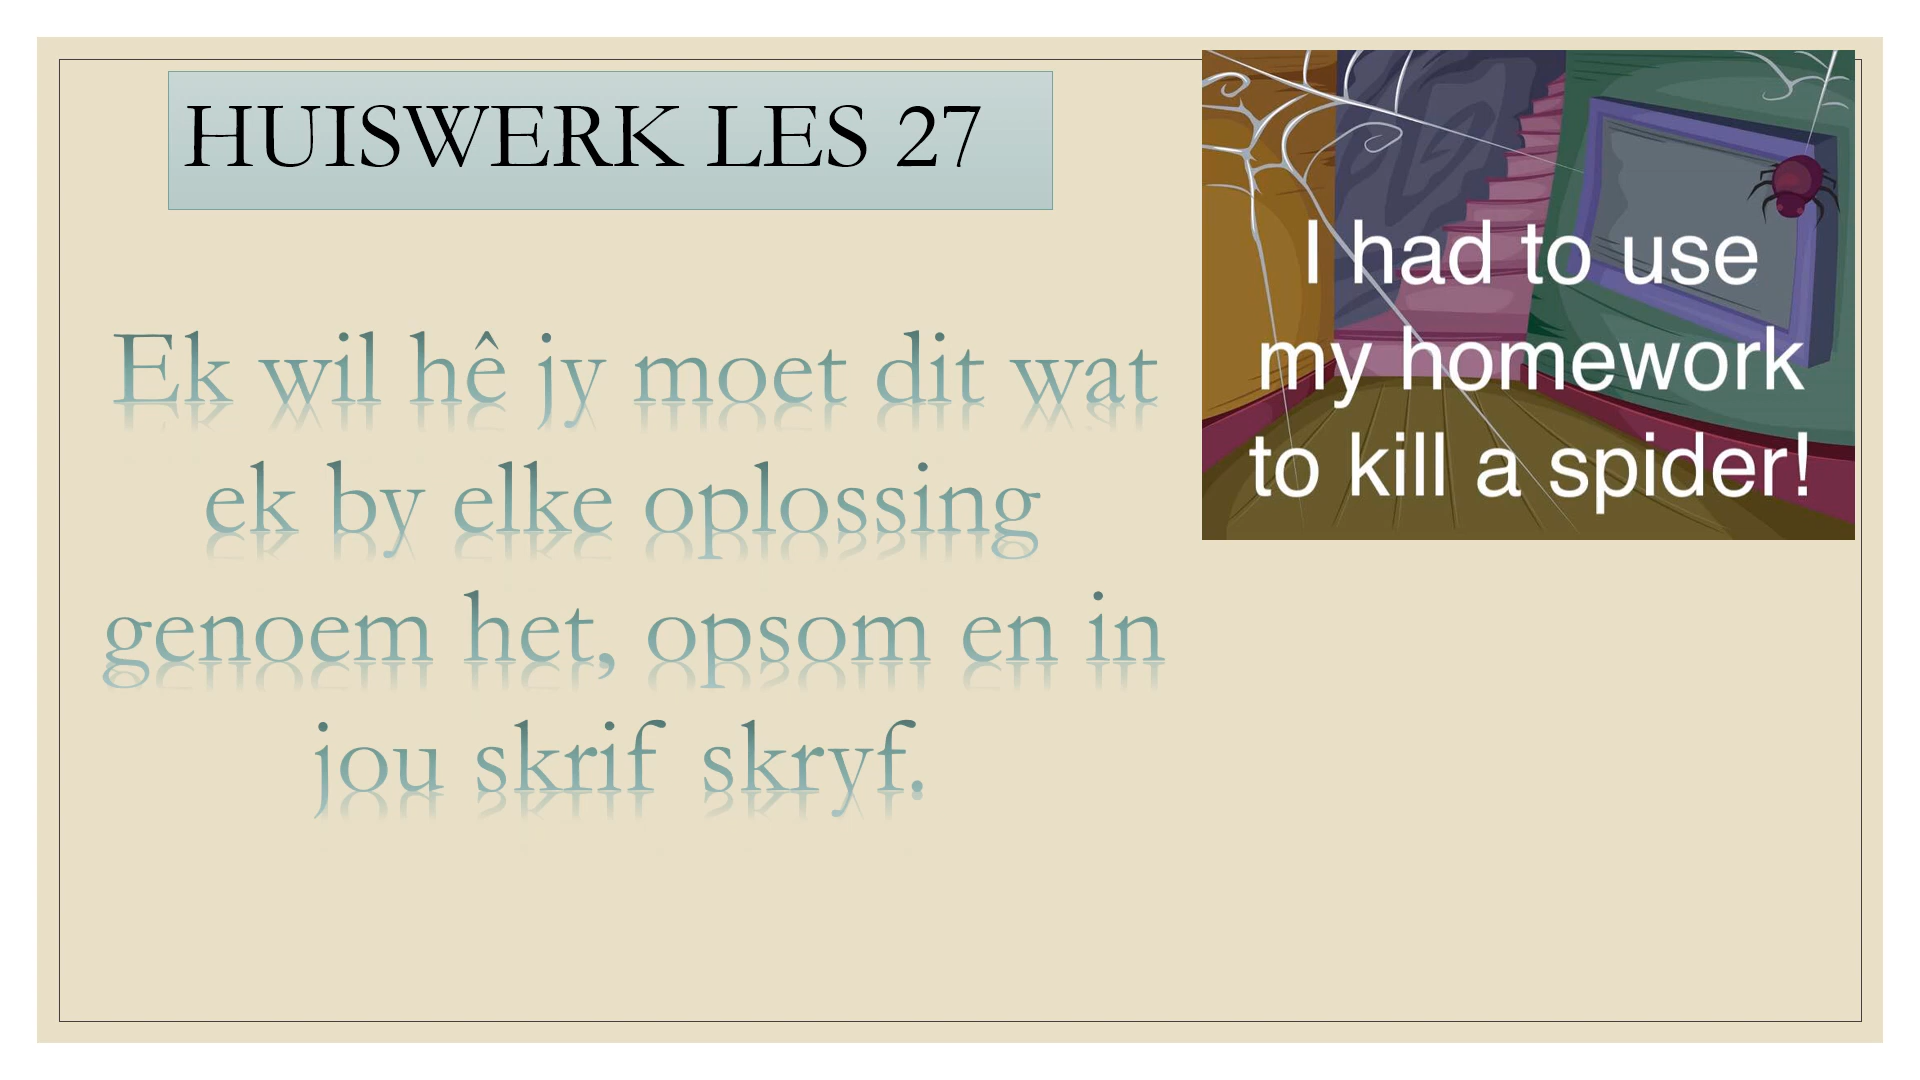 HUISWERK LES 27
Ek wil hê jy moet dit wat
ek by elke oplossing
genoem het, opsom en in
jou skrif skryf.
I had to use
my homework
to kill a spider!